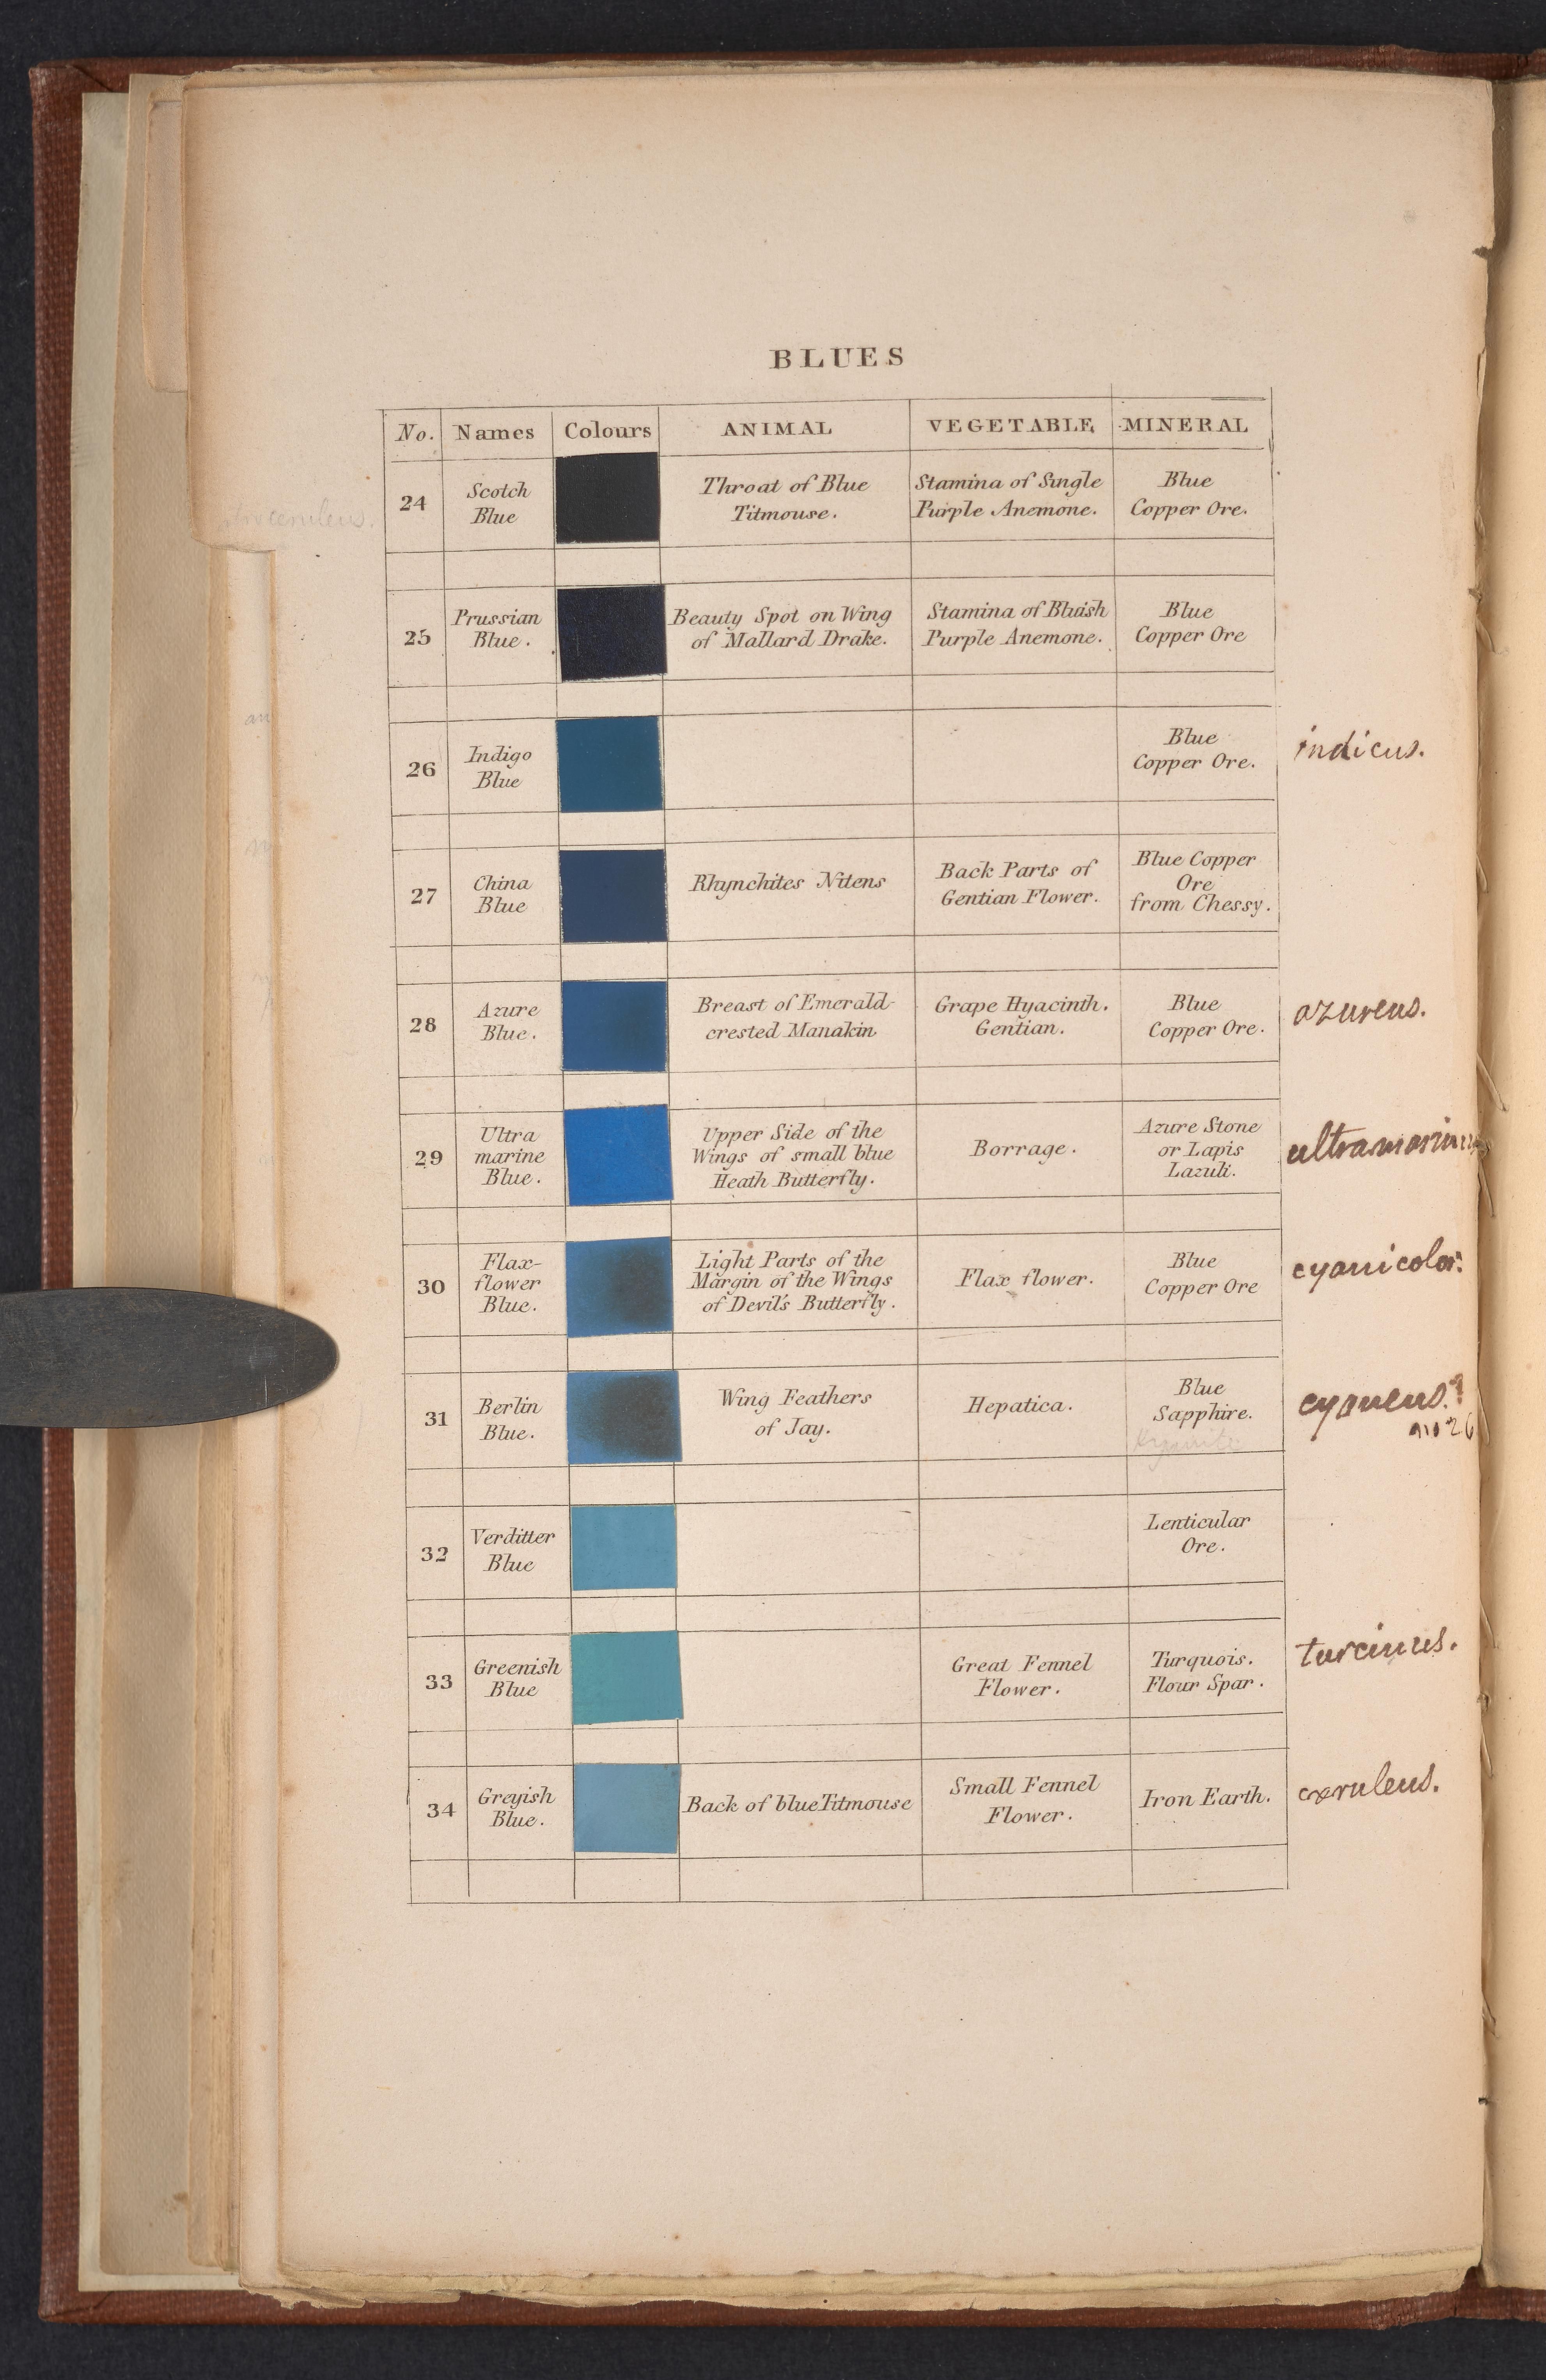 BLUES
No. Names Colours ANIMAL VEGETABLE MINERAL
24
Scotch
Blue
Throat of Blue
Titmouse.
Stamina of Single
Purple Anemone.
Blue
Copper Ore.
25
Prussian
Blue.
Beauty Spot on Wing
of Mallard Drake.
Stamina of Bluish
Purple Anemone.
Blue
Copper Ore
26
Indigo
Blue
Blue
Copper Ore.
indicus.
27
China
Blue
Rhynchites Nitens
Back Parts of
Gentian Flower.
Blue Copper
Ore
from Chessy.
28
Azure
Blue.
Breast of Emerald-
crested Manakin
Grape Hyacinth.
Gentian.
Blue
Copper Ore.
azureus.
29
Ultra
marine
Blue.
Upper Side of the
Wings of small blue
Heath Butterfly.
Borrage.
Azure Stone
or Lapis
Lazuli.
ultramarinus
30
Flax-
flower
Blue.
Light Parts of the
Margin of the Wings
of Devil's Butterfly.
Flax flower.
Blue
Copper Ore
cyanicolor.
31
Berlin
Blue.
Wing Feathers
of Jay.
Hepatica.
Blue
Sapphire.
cyaneus.?
no 26
32
Verditter
Blue
Lenticular
Ore.
33
Greenish
Blue
Great Fennel
Flower.
Turquois.
Flour Spar.
turcinus.
34
Greyish
Blue.
Back of blue Titmouse
Small Fennel
Flower.
Iron Earth.
cæruleus.